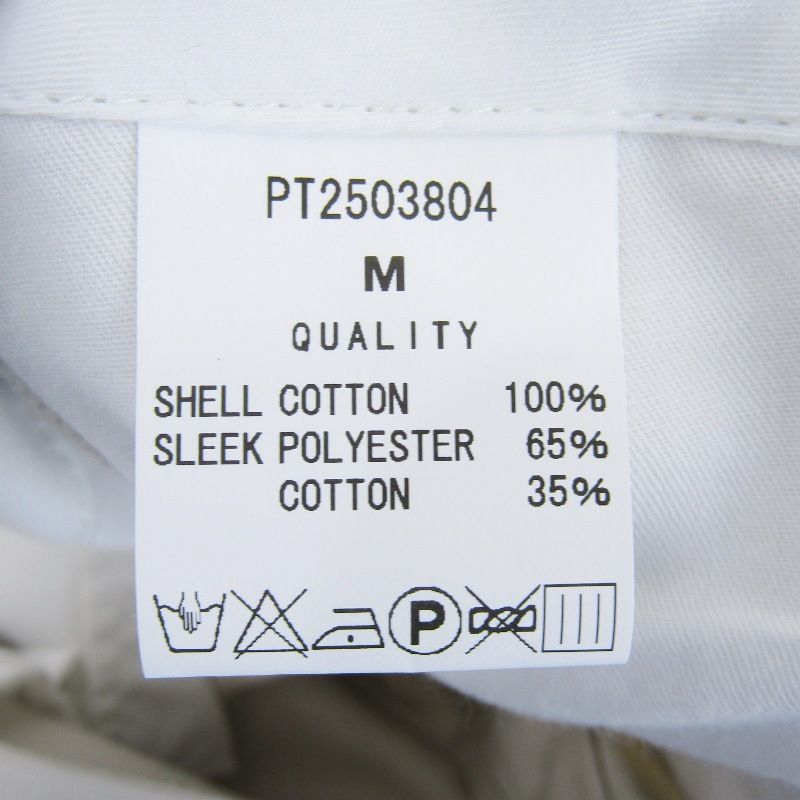 PT2503804
M
QUALITY
SHELL COTTON 100%
SLEEK POLYESTER 65%
COTTON 35%
P